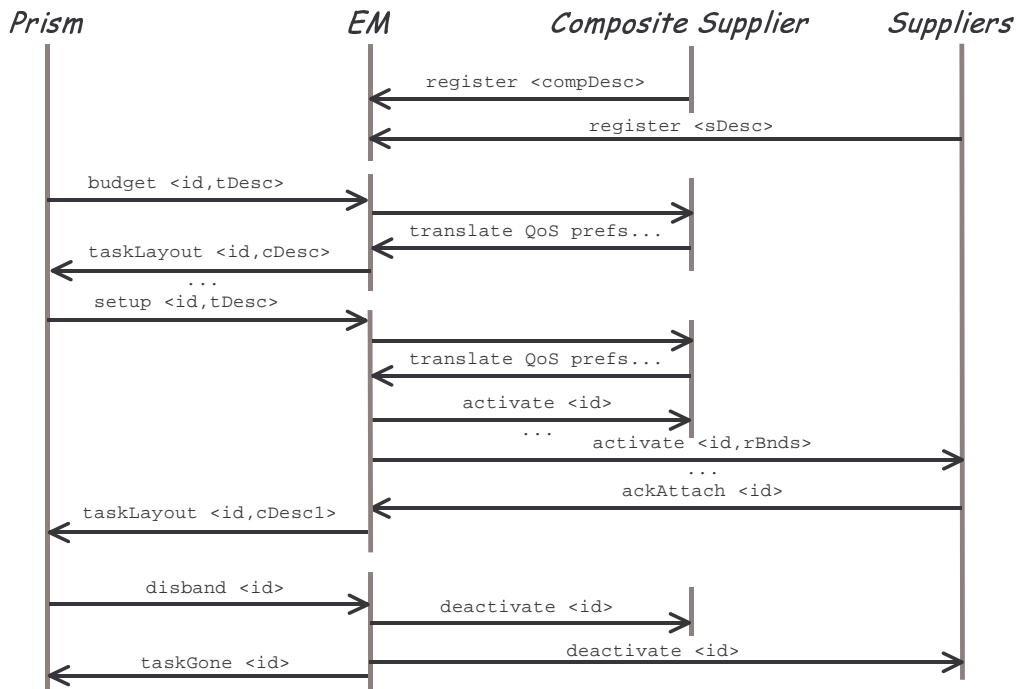 Prism EM Composite Supplier Suppliers
register <compDesc>
register <sDesc>
budget <id,tDesc>
translate QoS prefs...
taskLayout <id,cDesc>
...
setup <id,tDesc>
translate QoS prefs...
activate <id>
...
activate <id,rBnds>
...
ackAttach <id>
taskLayout <id,cDesc1>
disband <id>
deactivate <id>
deactivate <id>
taskGone <id>